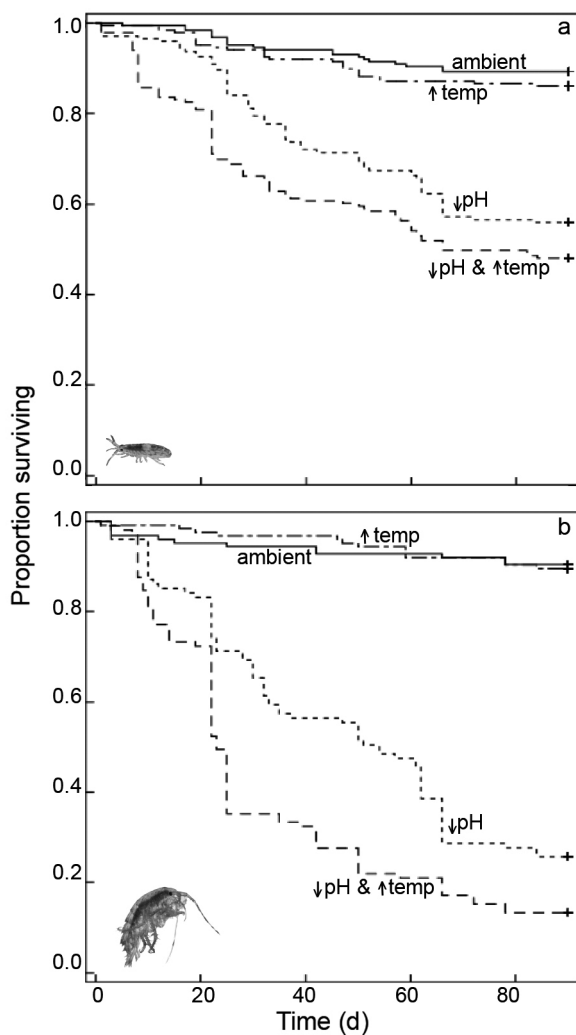 a
1.0
0.8
0.6
0.4
0.2
0.0
ambient
↑ temp
↓pH
↓pH & ↑temp
Proportion surviving
b
1.0
0.8
0.6
0.4
0.2
0.0
↑ temp
ambient
↓pH
↓pH & ↑temp
0 20 40 60 80
Time (d)